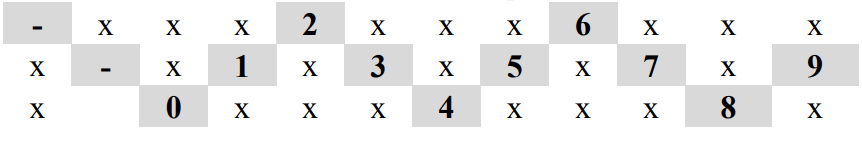 - x x x 2 x x x 6 x x x
x - x 1 x 3 x 5 x 7 x 9
x 0 x x x 4 x x x 8 x